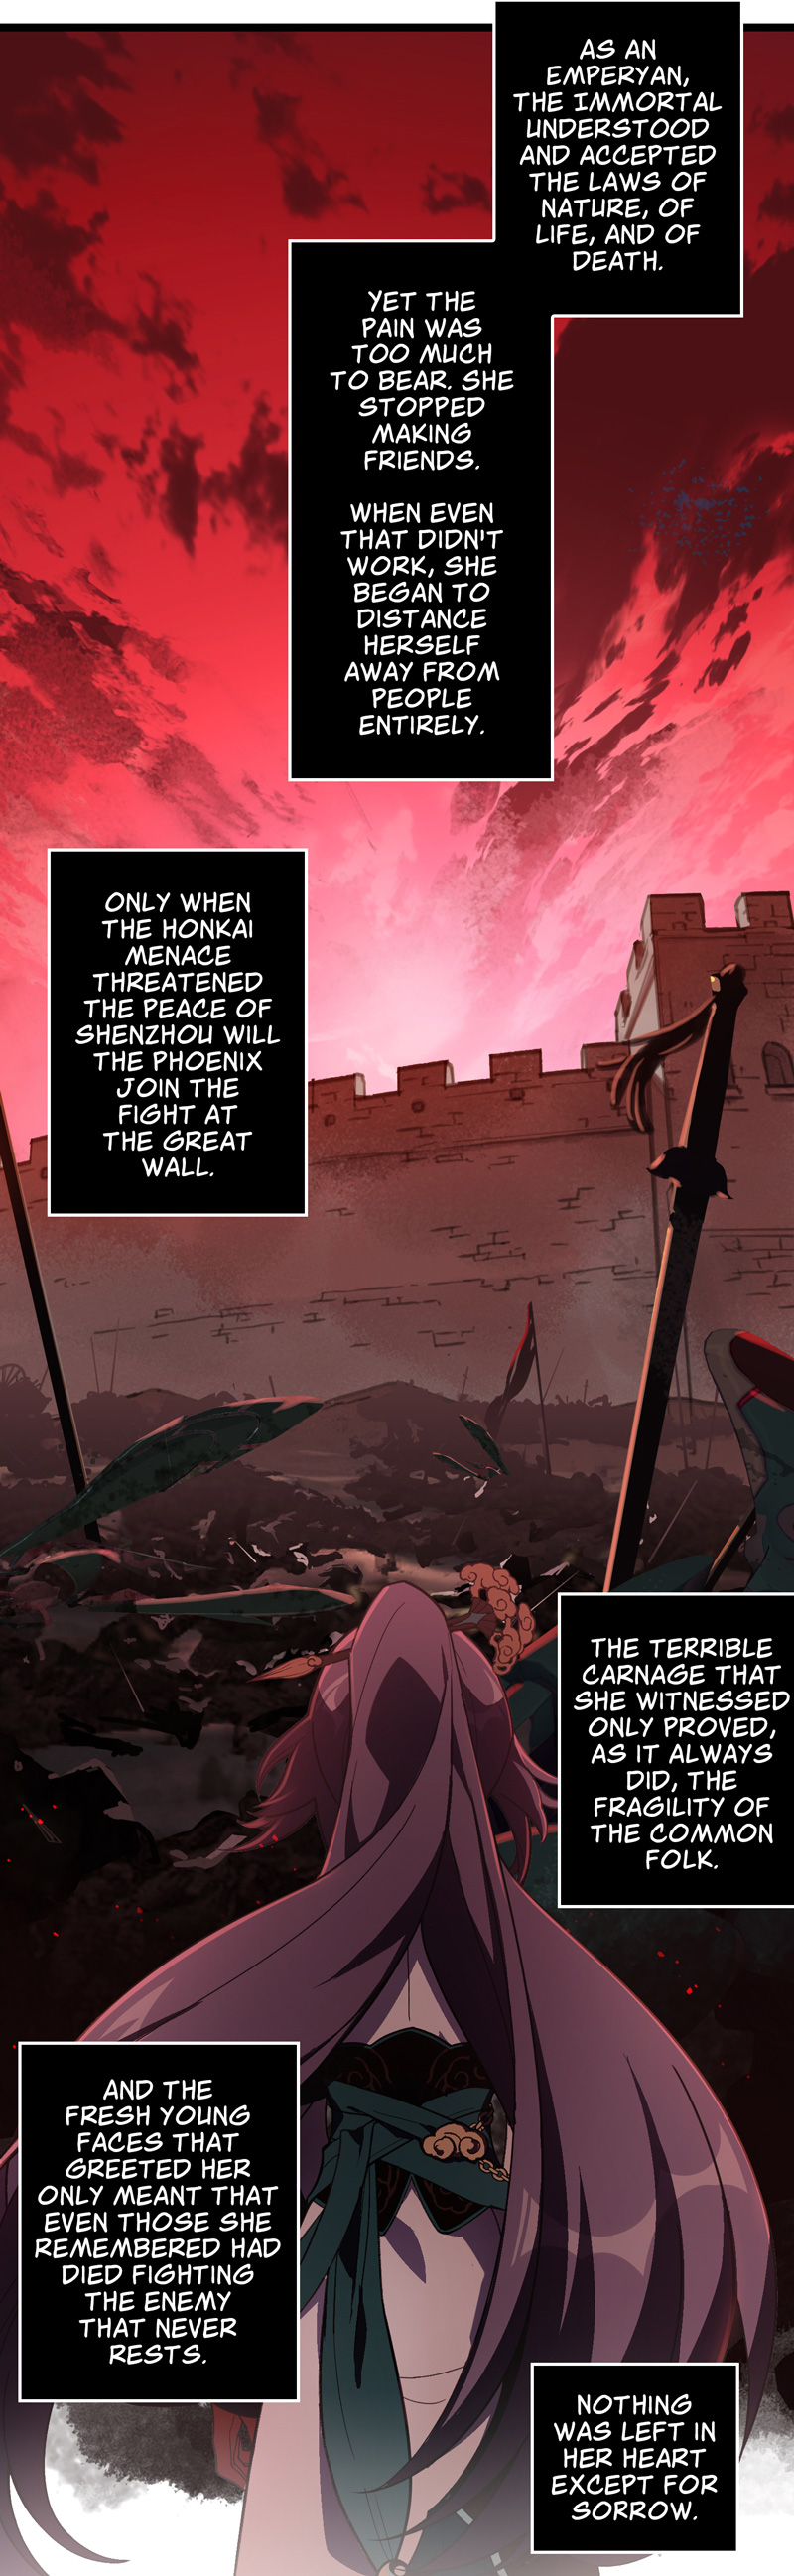 AS AN
EMPERYAN,
THE IMMORTAL
UNDERSTOOD
AND ACCEPTED
THE LAWS OF
NATURE, OF
LIFE, AND OF
DEATH.
YET THE
PAIN WAS
TOO MUCH
TO BEAR. SHE
STOPPED
MAKING
FRIENDS.
WHEN EVEN
THAT DIDN'T
WORK, SHE
BEGAN TO
DISTANCE
HERSELF
AWAY FROM
PEOPLE
ENTIRELY.
ONLY WHEN
THE HONKAI
MENACE
THREATENED
THE PEACE OF
SHENZHOU WILL
THE PHOENIX
JOIN THE
FIGHT AT
THE GREAT
WALL.
THE TERRIBLE
CARNAGE THAT
SHE WITNESSED
ONLY PROVED,
AS IT ALWAYS
DID, THE
FRAGILITY OF
THE COMMON
FOLK.
AND THE
FRESH YOUNG
FACES THAT
GREETED HER
ONLY MEANT THAT
EVEN THOSE SHE
REMEMBERED HAD
DIED FIGHTING
THE ENEMY
THAT NEVER
RESTS.
NOTHING
WAS LEFT IN
HER HEART
EXCEPT FOR
SORROW.